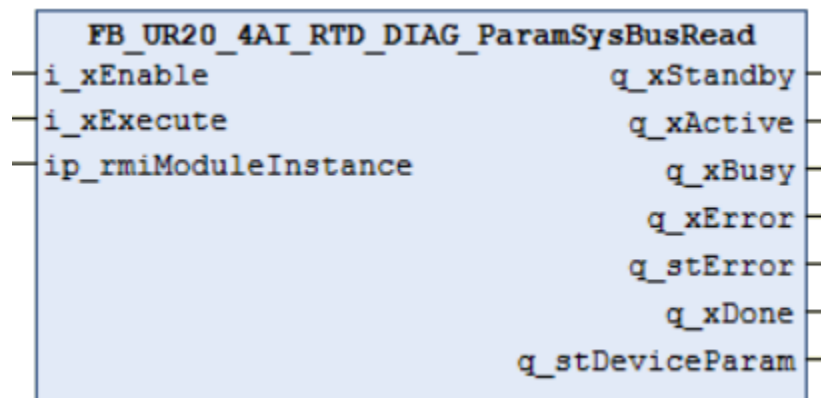 FB_UR20_4AI_RTD_DIAG_ParamSysBusRead
i_xEnable q_xStandby
i_xExecute q_xActive
ip_rmiModuleInstance q_xBusy
q_xError
q_stError
q_xDone
q_stDeviceParam